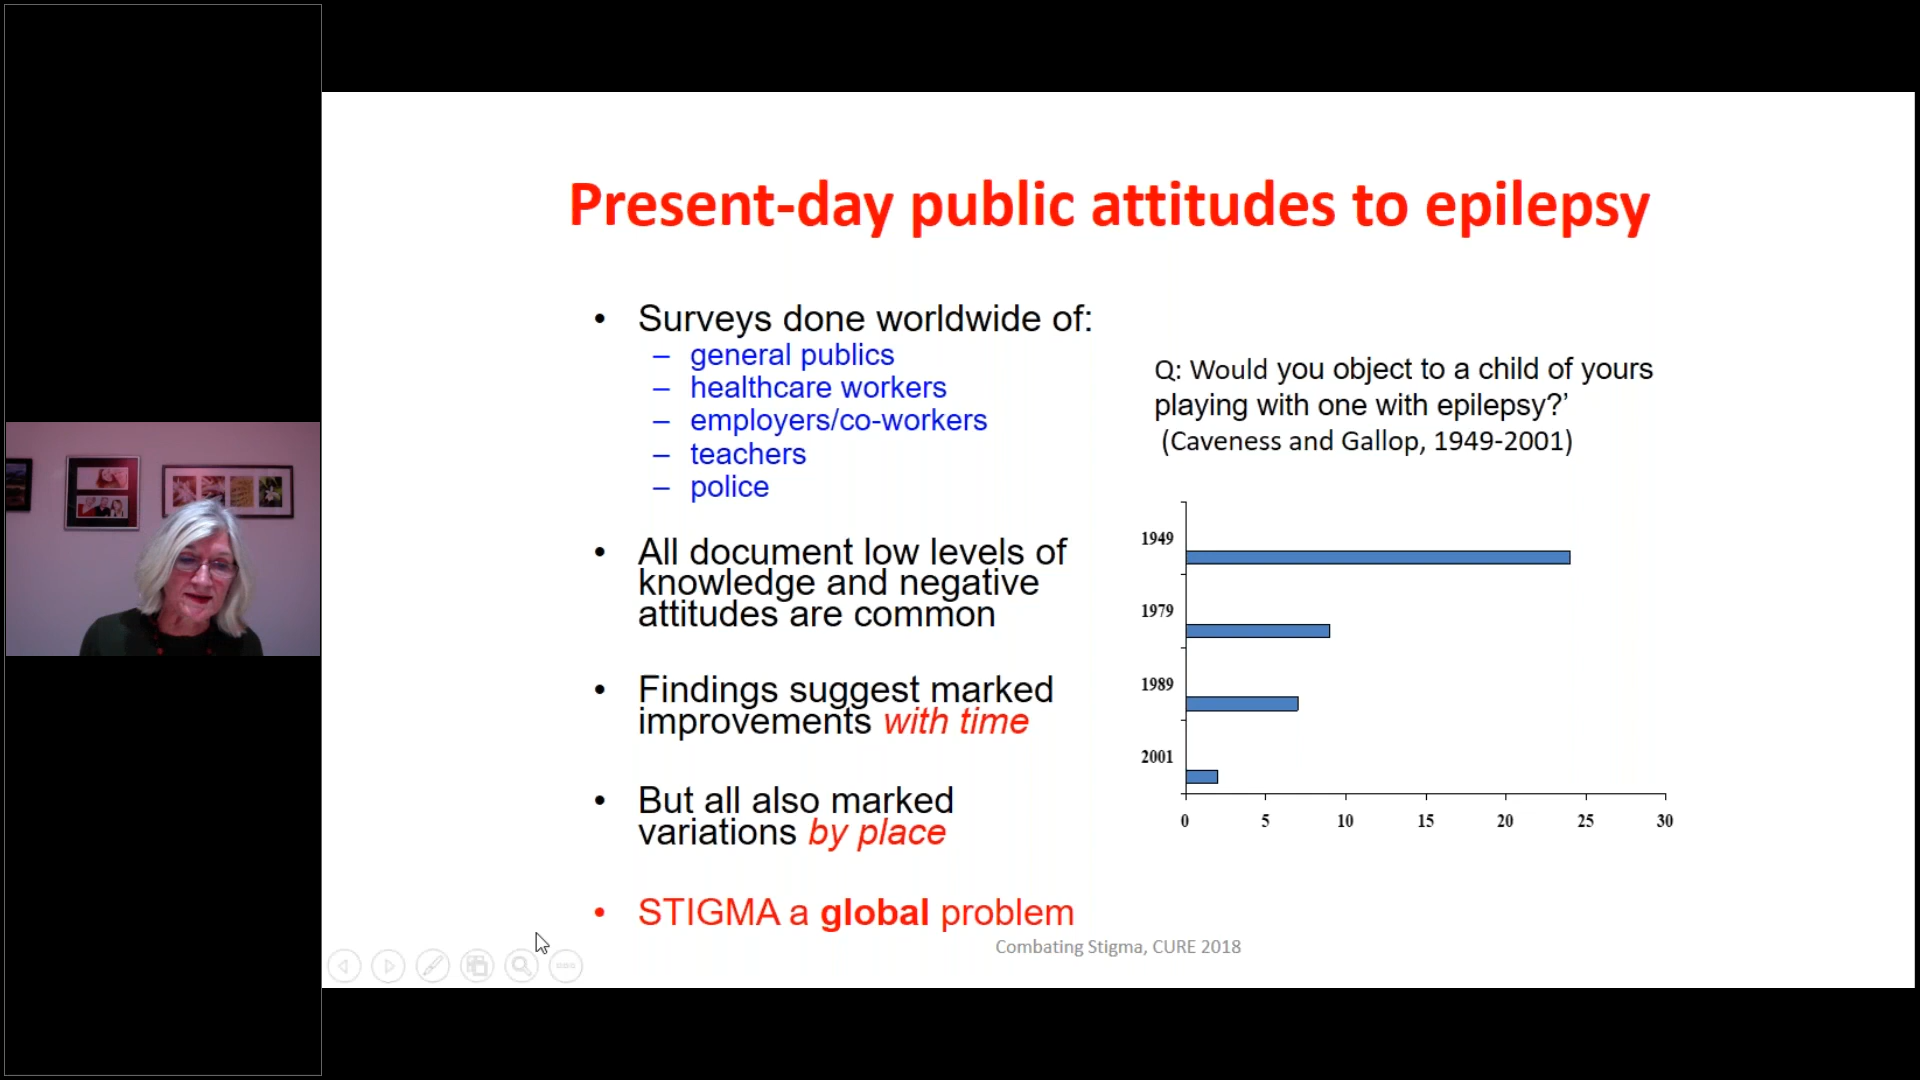 Present-day public attitudes to epilepsy
• Surveys done worldwide of:
– general publics
– healthcare workers
– employers/co-workers
– teachers
– police
• All document low levels of
knowledge and negative
attitudes are common
• Findings suggest marked
improvements with time
• But all also marked
variations by place
• STIGMA a global problem
Q: Would you object to a child of yours
playing with one with epilepsy?’
(Caveness and Gallop, 1949-2001)
1949
1979
1989
2001
0 5 10 15 20 25 30
Combating Stigma, CURE 2018